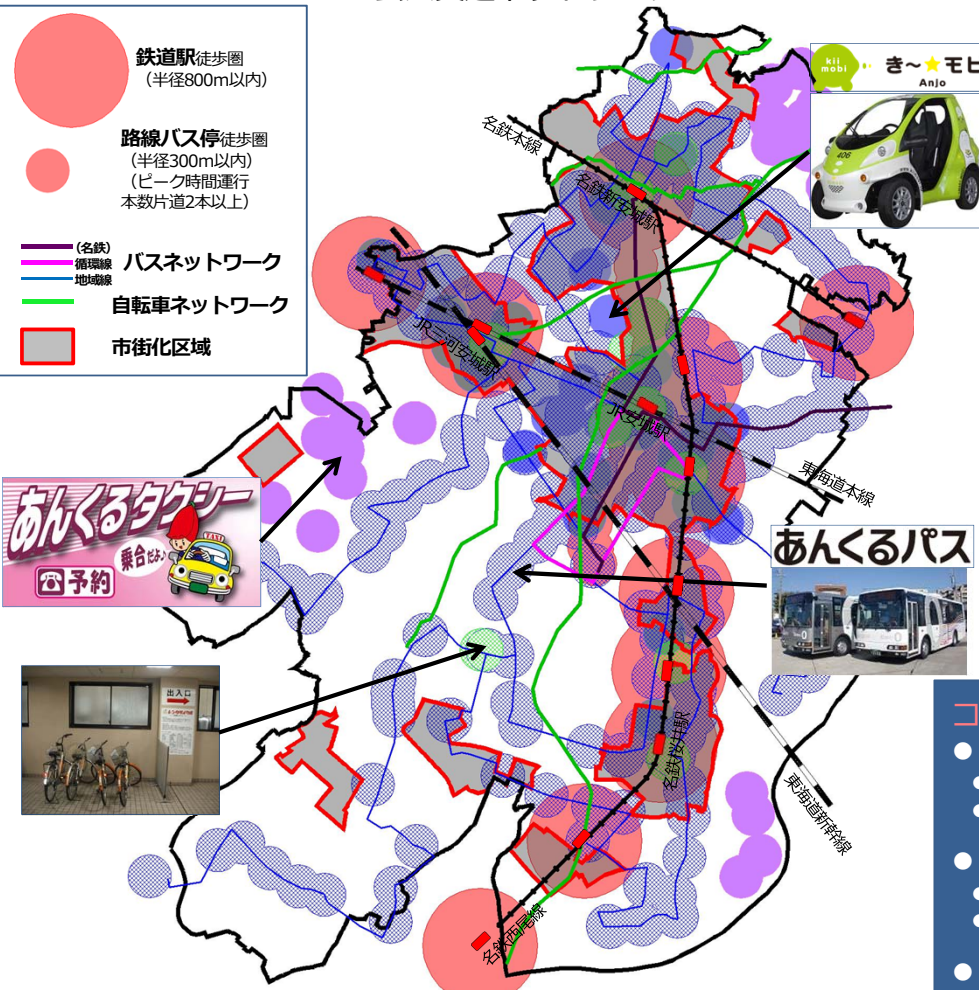 鉄道駅徒歩圏
（半径800m以内）
路線バス停徒歩圏
（半径300m以内）
（ピーク時間運行
本数片道2本以上）
（名鉄）
循環線
地域線
バスネットワーク
自転車ネットワーク
市街化区域
kii
mobi
き～★モビ
Anjo
406
名鉄本線
名鉄新安城駅
JR三河安城駅
JR安城駅
東海道本線
あんくるタクシー
乗合だよ♪
TAXI
☎予約
あんくるバス
出入口
名鉄桜井駅
東海道新幹線
名鉄西尾線
コ